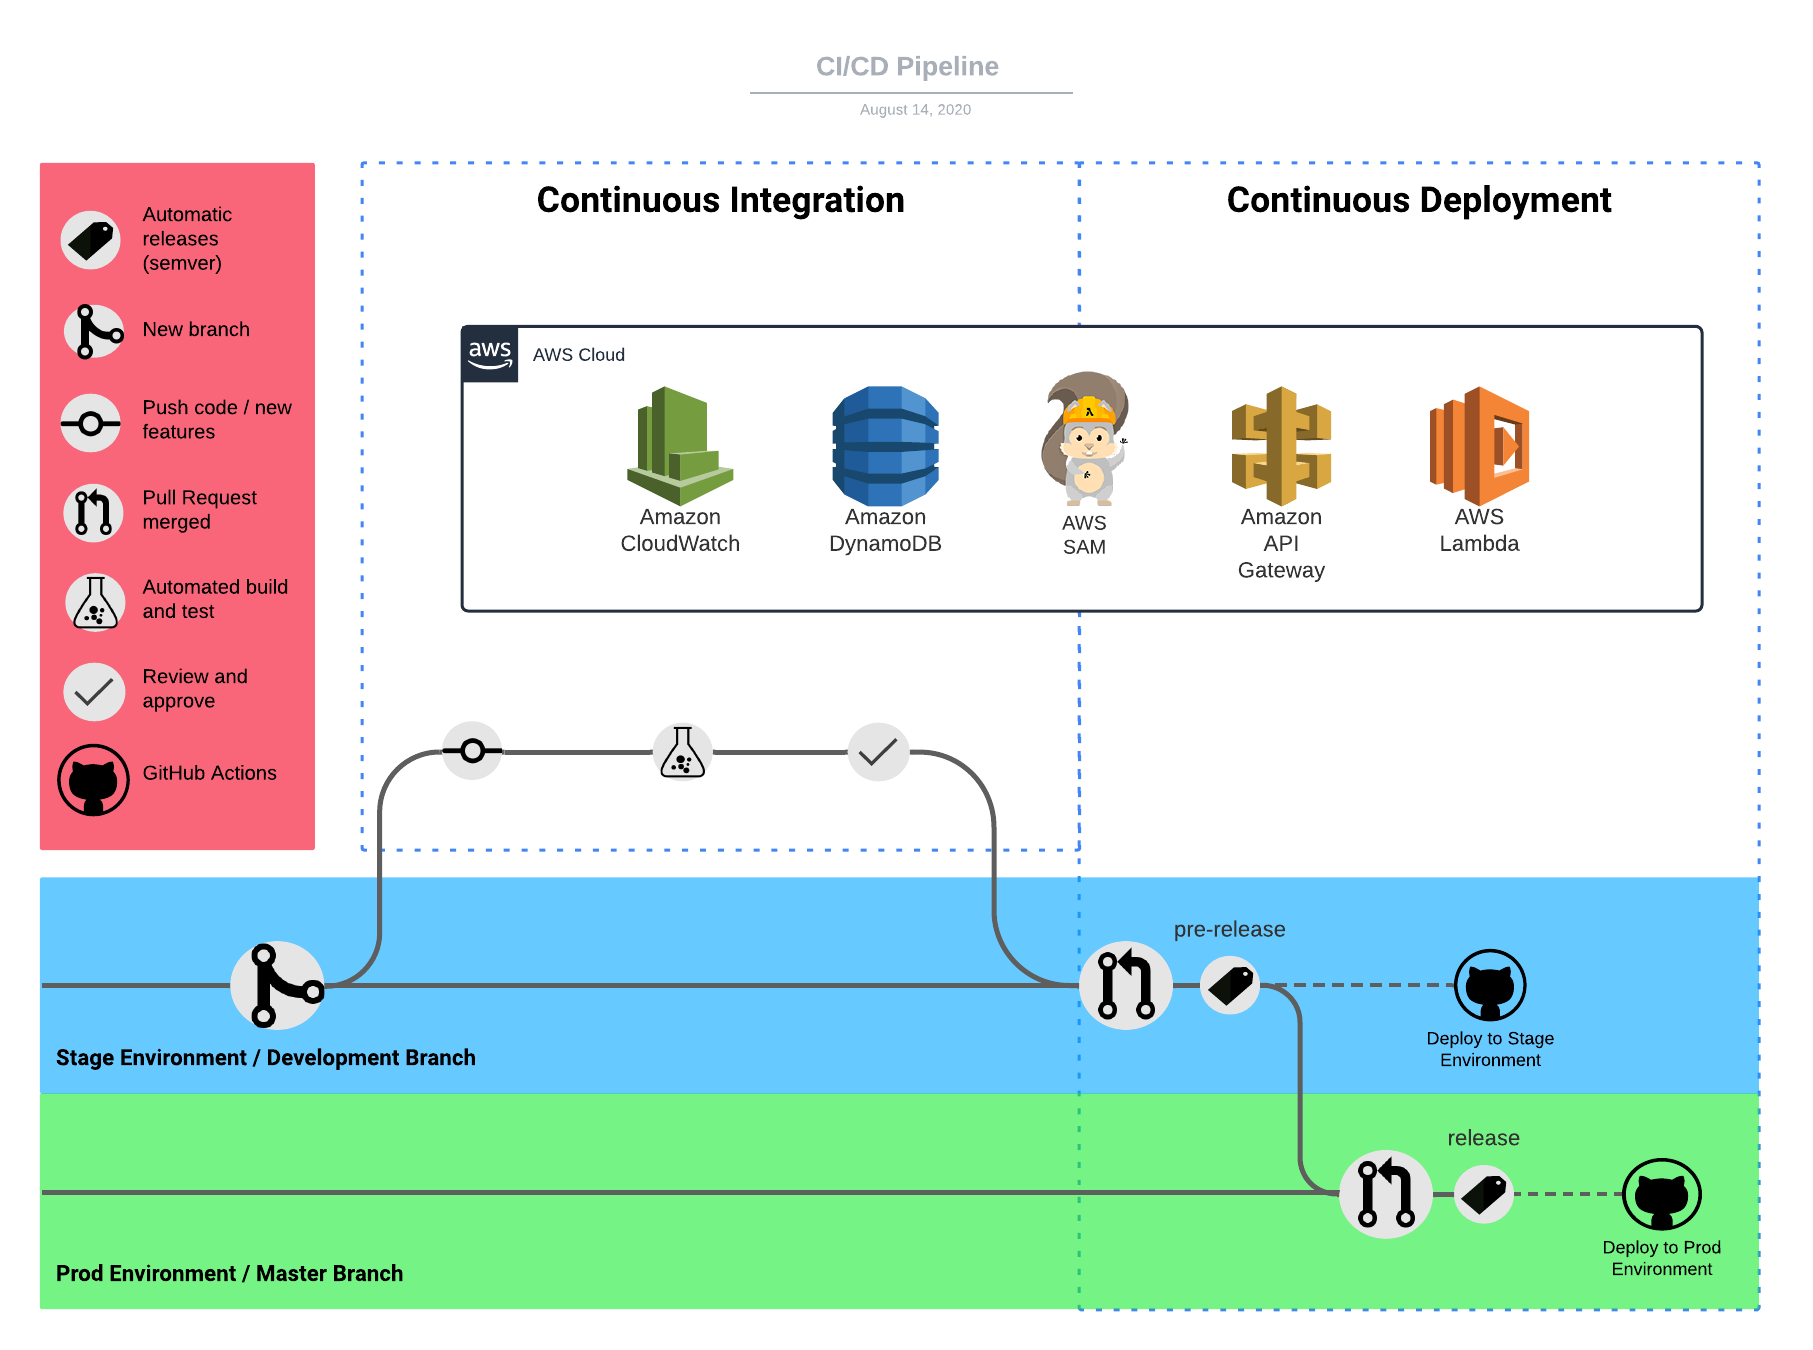 CI/CD Pipeline
August 14, 2020
Automatic
releases
(semver)
New branch
Push code / new
features
Pull Request
merged
Automated build
and test
Review and
approve
GitHub Actions
Continuous Integration
Continuous Deployment
aws
AWS Cloud
Amazon
CloudWatch
Amazon
DynamoDB
AWS
SAM
Amazon
API
Gateway
AWS
Lambda
pre-release
Deploy to Stage
Environment
Stage Environment / Development Branch
release
Deploy to Prod
Environment
Prod Environment / Master Branch